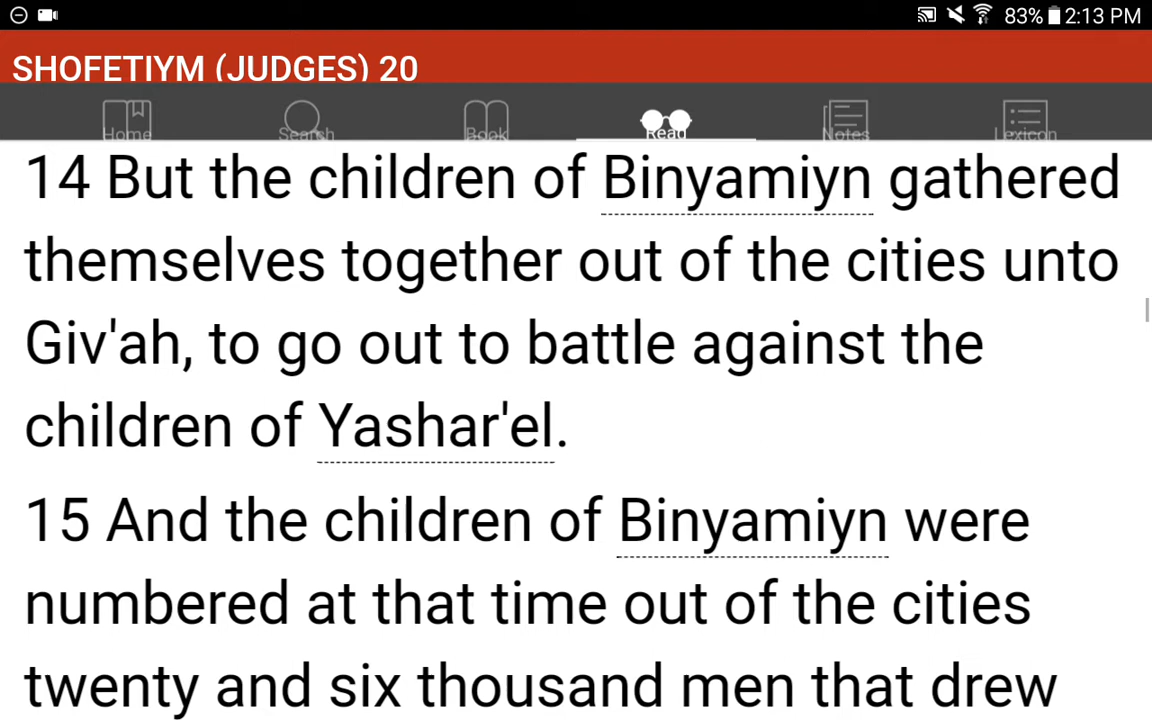 83% 2:13 PM
SHOFETIYM (JUDGES) 20
Home Search Book Read Notes Lexicon
14 But the children of Binyamiyn gathered
themselves together out of the cities unto
Giv'ah, to go out to battle against the
children of Yashar'el.
15 And the children of Binyamiyn were
numbered at that time out of the cities
twenty and six thousand men that drew